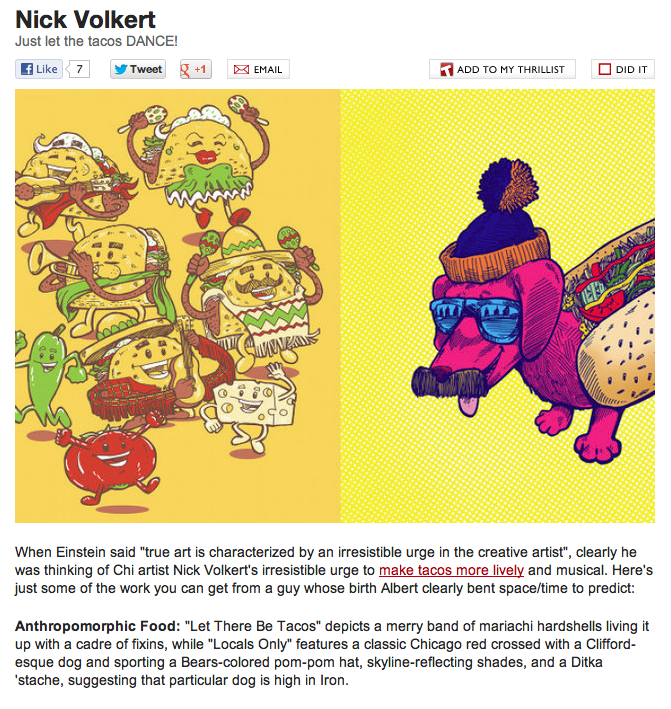 Nick Volkert
Just let the tacos DANCE!
Like 7 Tweet +1 EMAIL ADD TO MY THRILLIST DID IT
When Einstein said "true art is characterized by an irresistible urge in the creative artist", clearly he
was thinking of Chi artist Nick Volkert's irresistible urge to make tacos more lively and musical. Here's
just some of the work you can get from a guy whose birth Albert clearly bent space/time to predict:
Anthropomorphic Food: "Let There Be Tacos" depicts a merry band of mariachi hardshells living it
up with a cadre of fixins, while "Locals Only" features a classic Chicago red crossed with a Clifford-
esque dog and sporting a Bears-colored pom-pom hat, skyline-reflecting shades, and a Ditka
'stache, suggesting that particular dog is high in Iron.